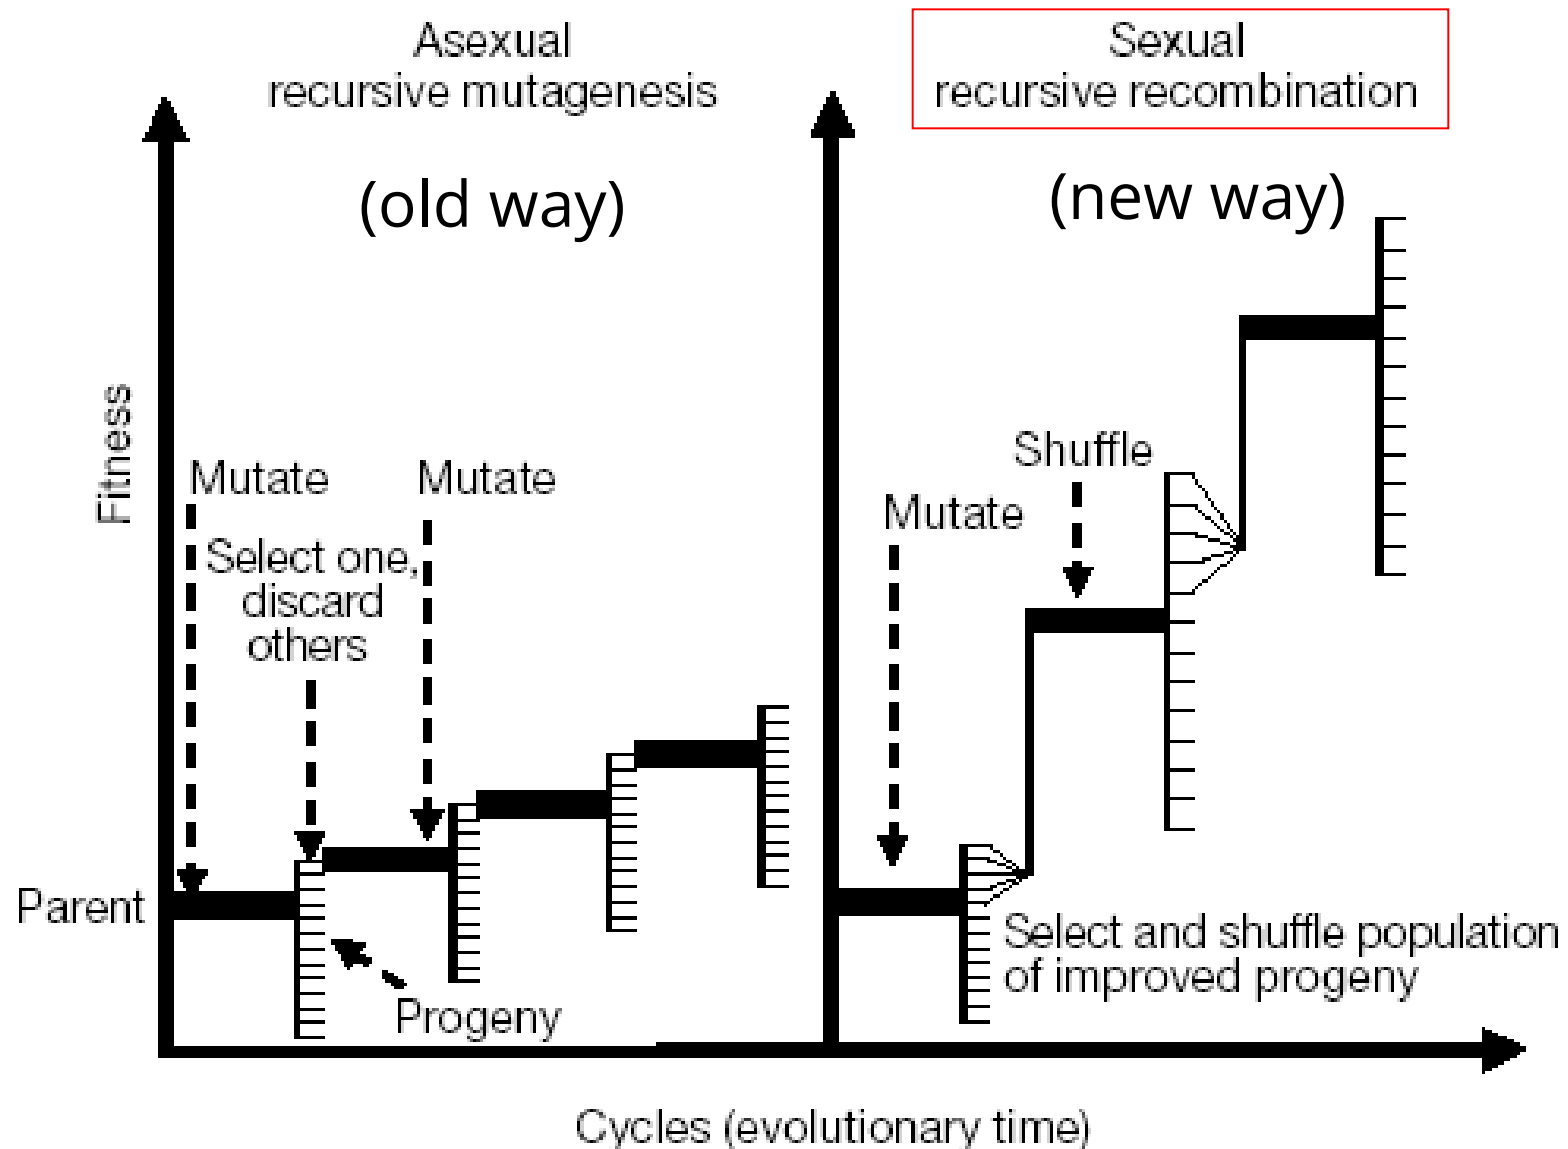 Asexual
recursive mutagenesis
(old way)
Sexual
recursive recombination
(new way)
Fitness
Mutate
Mutate
Select one,
discard
others
Parent
Progeny
Mutate
Shuffle
Select and shuffle population
of improved progeny
Cycles (evolutionary time)